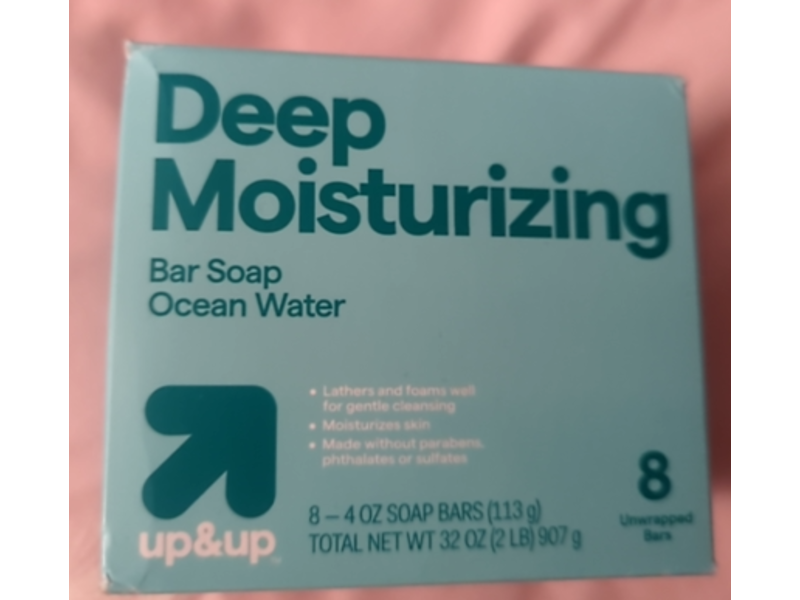 Deep
Moisturizing
Bar Soap
Ocean Water
• Lathers and foams well
for gentle cleansing
• Moisturizes skin
• Made without parabens,
phthalates or sulfates
8 – 4 OZ SOAP BARS (113 g)
TOTAL NET WT 32 OZ (2 LB) 907 g
8
Unwrapped
Bars
up&up